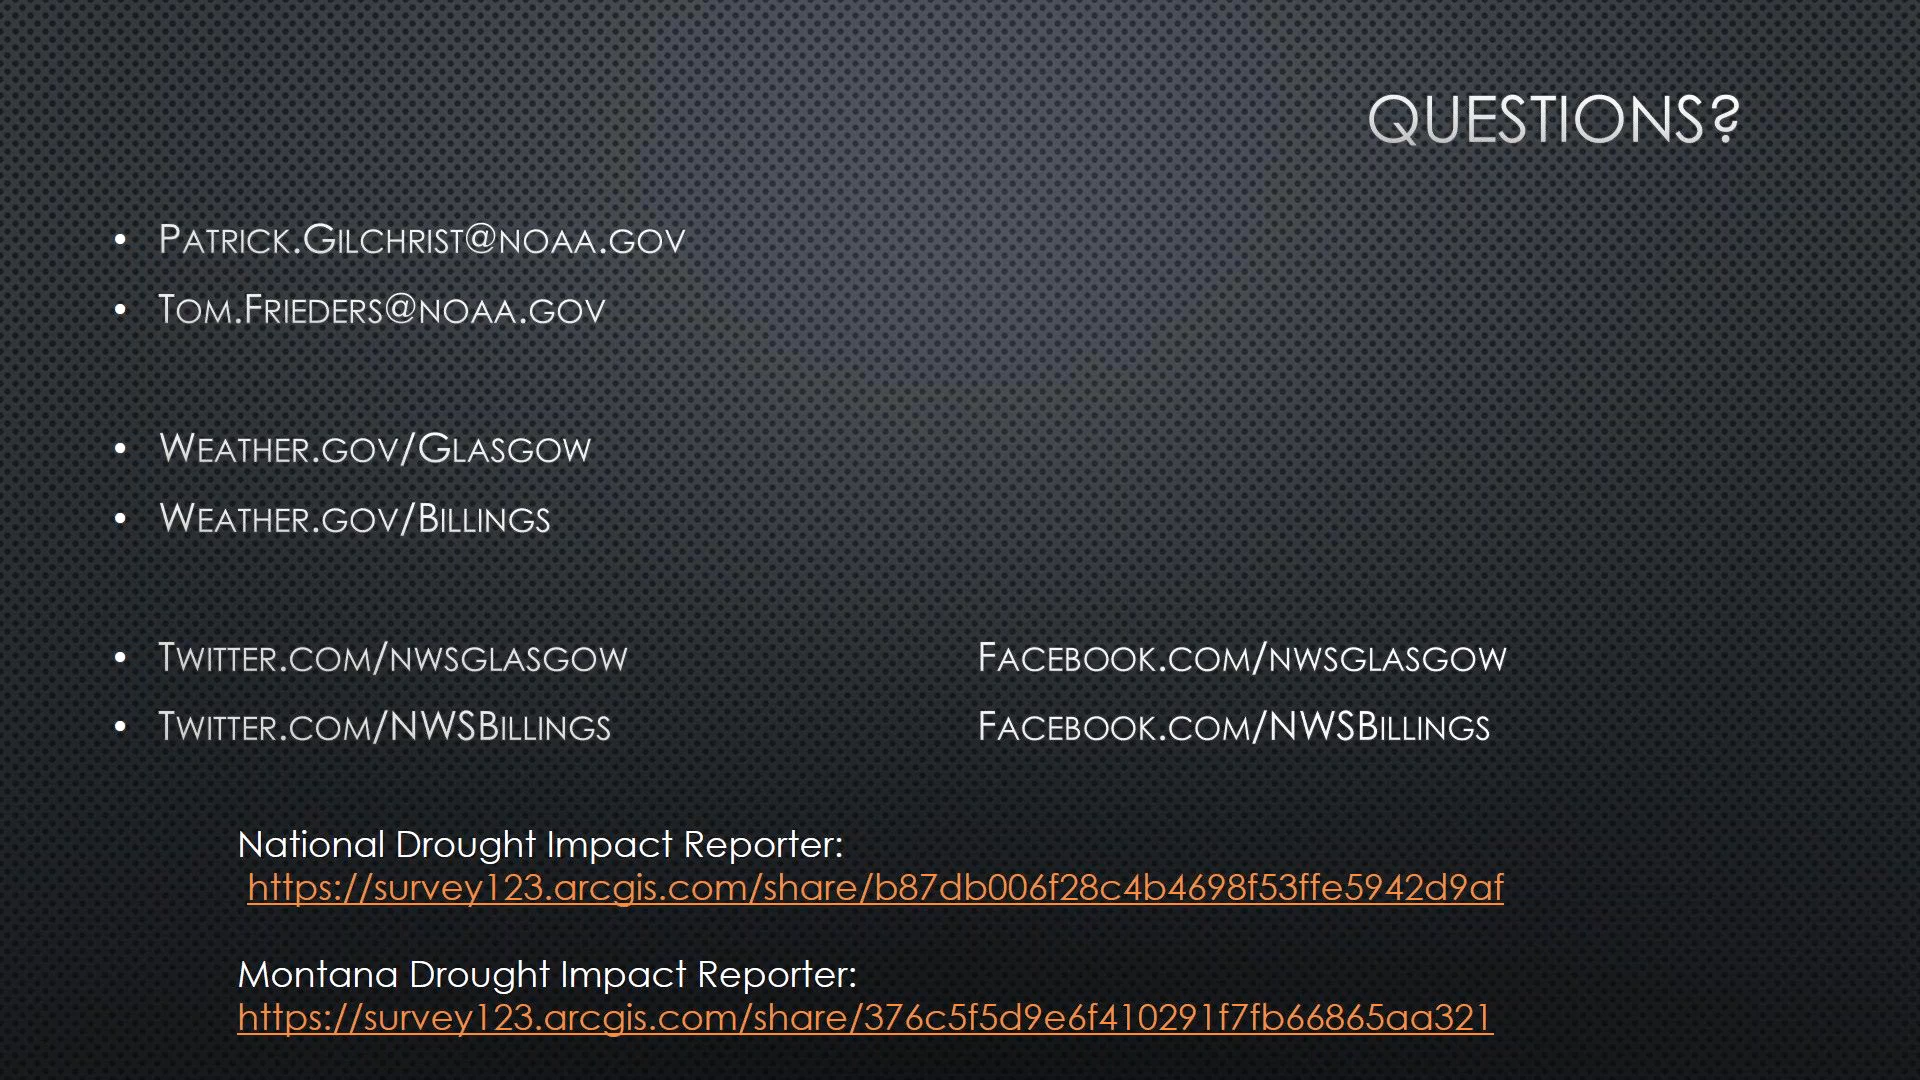 QUESTIONS?
• Patrick.Gilchrist@noaa.gov
• Tom.Frieders@noaa.gov
• Weather.gov/Glasgow
• Weather.gov/Billings
• Twitter.com/nwsglasgow Facebook.com/nwsglasgow
• Twitter.com/NWSBillings Facebook.com/NWSBillings
National Drought Impact Reporter:
https://survey123.arcgis.com/share/b87db006f28c4b4698f53ffe5942d9af
Montana Drought Impact Reporter:
https://survey123.arcgis.com/share/376c5f5d9e6f410291f7fb66865aa321